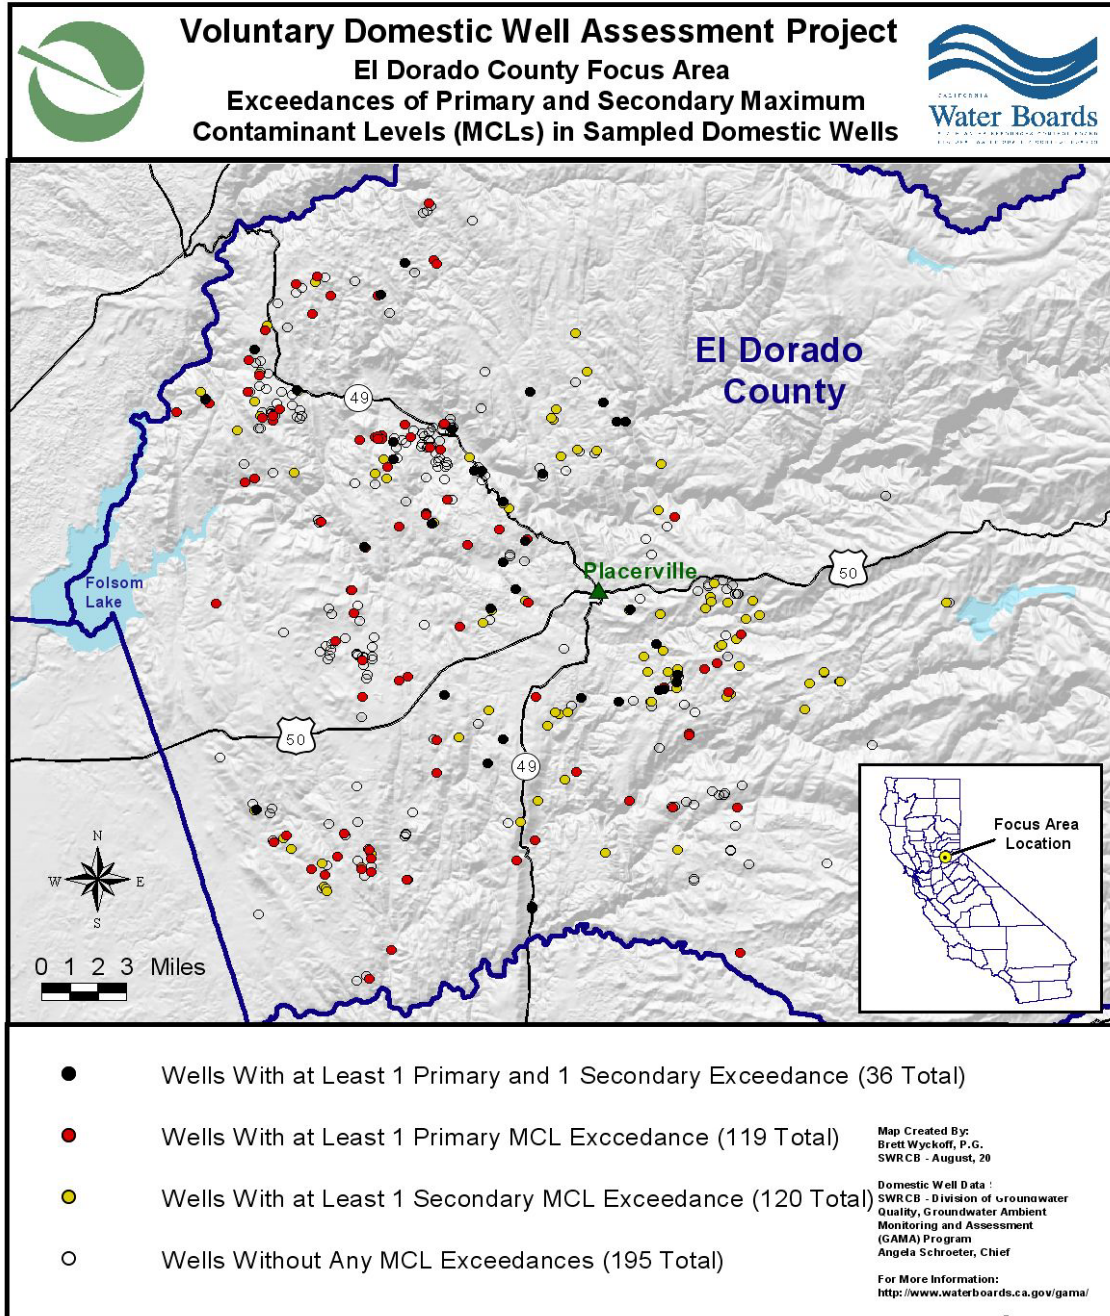 Voluntary Domestic Well Assessment Project
El Dorado County Focus Area
Exceedances of Primary and Secondary Maximum
Contaminant Levels (MCLs) in Sampled Domestic Wells
CALIFORNIA
Water Boards
El Dorado
County
49
Placerville
50
Folsom
Lake
50
49
Focus Area
Location
N
W E
S
0 1 2 3 Miles
Wells With at Least 1 Primary and 1 Secondary Exceedance (36 Total)
Wells With at Least 1 Primary MCL Exccedance (119 Total)
Wells With at Least 1 Secondary MCL Exceedance (120 Total)
Wells Without Any MCL Exceedances (195 Total)
Map Created By:
Brett Wyckoff, P.G.
SWRCB - August, 20
Domestic Well Data :
SWRCB - Division of Groundwater
Quality, Groundwater Ambient
Monitoring and Assessment
(GAMA) Program
Angela Schroeter, Chief
For More Information:
http://www.waterboards.ca.gov/gama/